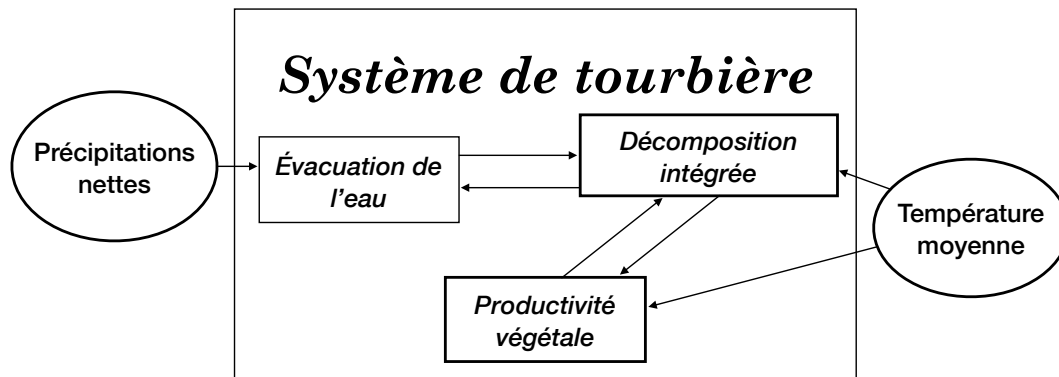 Système de tourbière
Précipitations
nettes
Évacuation de
l’eau
Décomposition
intégrée
Température
moyenne
Productivité
végétale